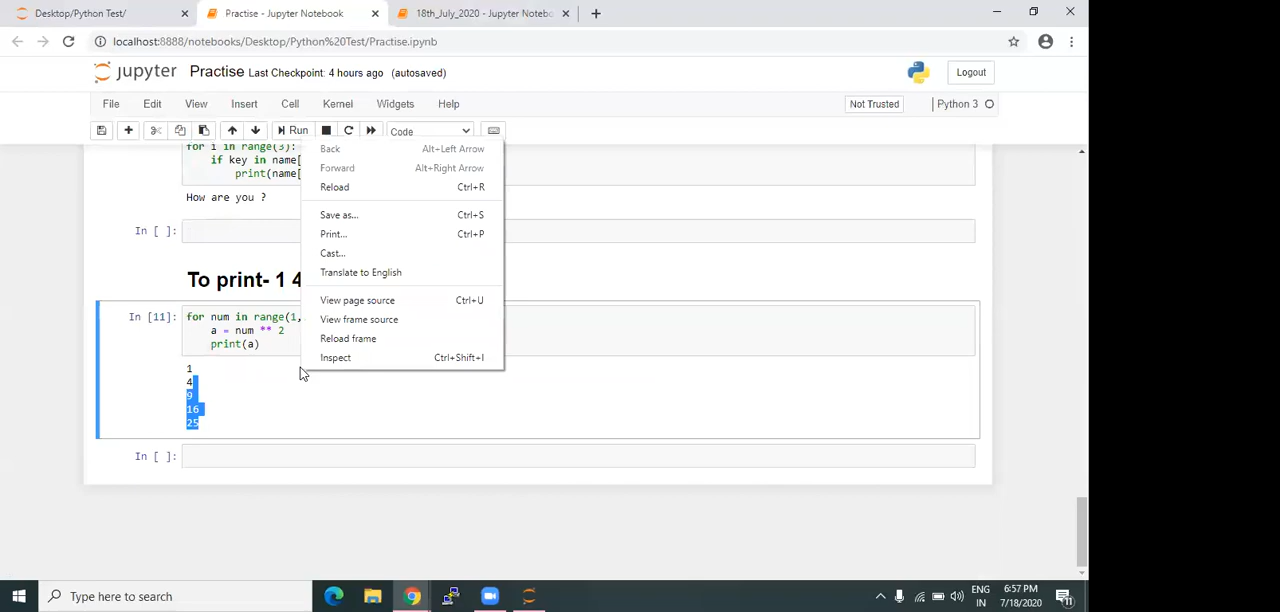 Desktop/Python Test/
Practise - Jupyter Notebook
18th_July_2020 - Jupyter Notebo
localhost:8888/notebooks/Desktop/Python%20Test/Practise.ipynb
jupyter Practise Last Checkpoint: 4 hours ago (autosaved)
Logout
File Edit View Insert Cell Kernel Widgets Help
Not Trusted Python 3
Run
Code
for i in range(3):
if key in name[
print(name[
How are you ?
In [ ]:
To print- 1 4
In [11]:
for num in range(1,
a = num ** 2
print(a)
1
4
9
16
25
In [ ]:
Back Alt+Left Arrow
Forward Alt+Right Arrow
Reload Ctrl+R
Save as... Ctrl+S
Print... Ctrl+P
Cast...
Translate to English
View page source Ctrl+U
View frame source
Reload frame
Inspect Ctrl+Shift+I
Type here to search
ENG
IN
6:57 PM
7/18/2020
11